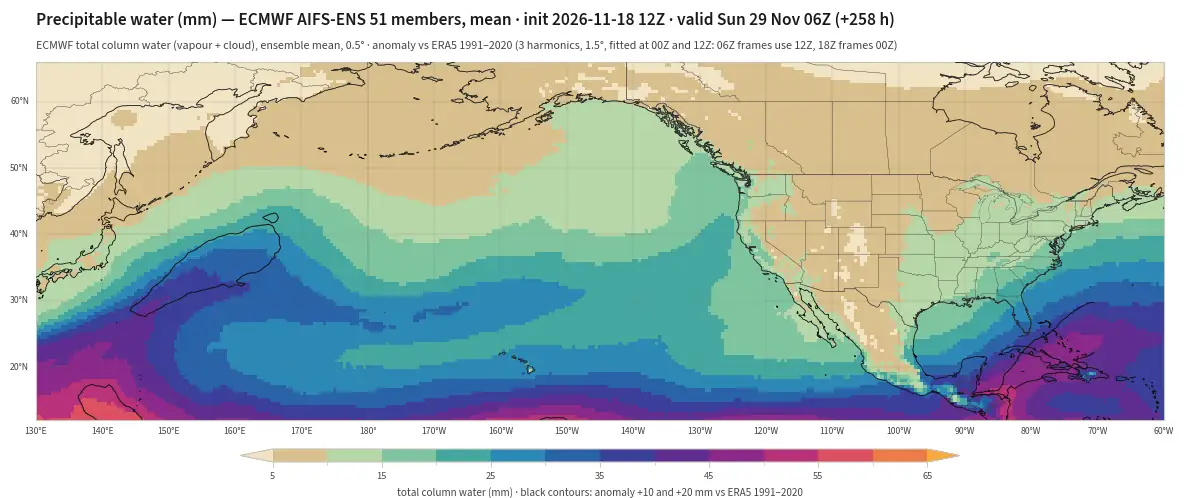 Precipitable water (mm) — ECMWF AIFS-ENS 51 members, mean · init 2026-11-18 12Z · valid Sun 29 Nov 06Z (+258 h)
ECMWF total column water (vapour + cloud), ensemble mean, 0.5° · anomaly vs ERA5 1991–2020 (3 harmonics, 1.5°, fitted at 00Z and 12Z: 06Z frames use 12Z, 18Z frames 00Z)
60°N
50°N
40°N
30°N
20°N
130°E 140°E 150°E 160°E 170°E 180° 170°W 160°W 150°W 140°W 130°W 120°W 110°W 100°W 90°W 80°W 70°W 60°W
5 15 25 35 45 55 65
total column water (mm) · black contours: anomaly +10 and +20 mm vs ERA5 1991–2020